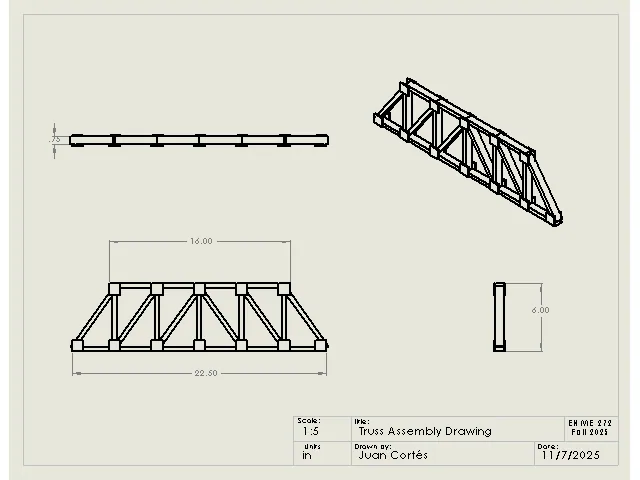 .75
16.00
22.50
6.00
Scale:
1:5
Title:
Truss Assembly Drawing
ENME 272
Fall 2025
Units
in
Drawn by:
Juan Cortés
Date:
11/7/2025